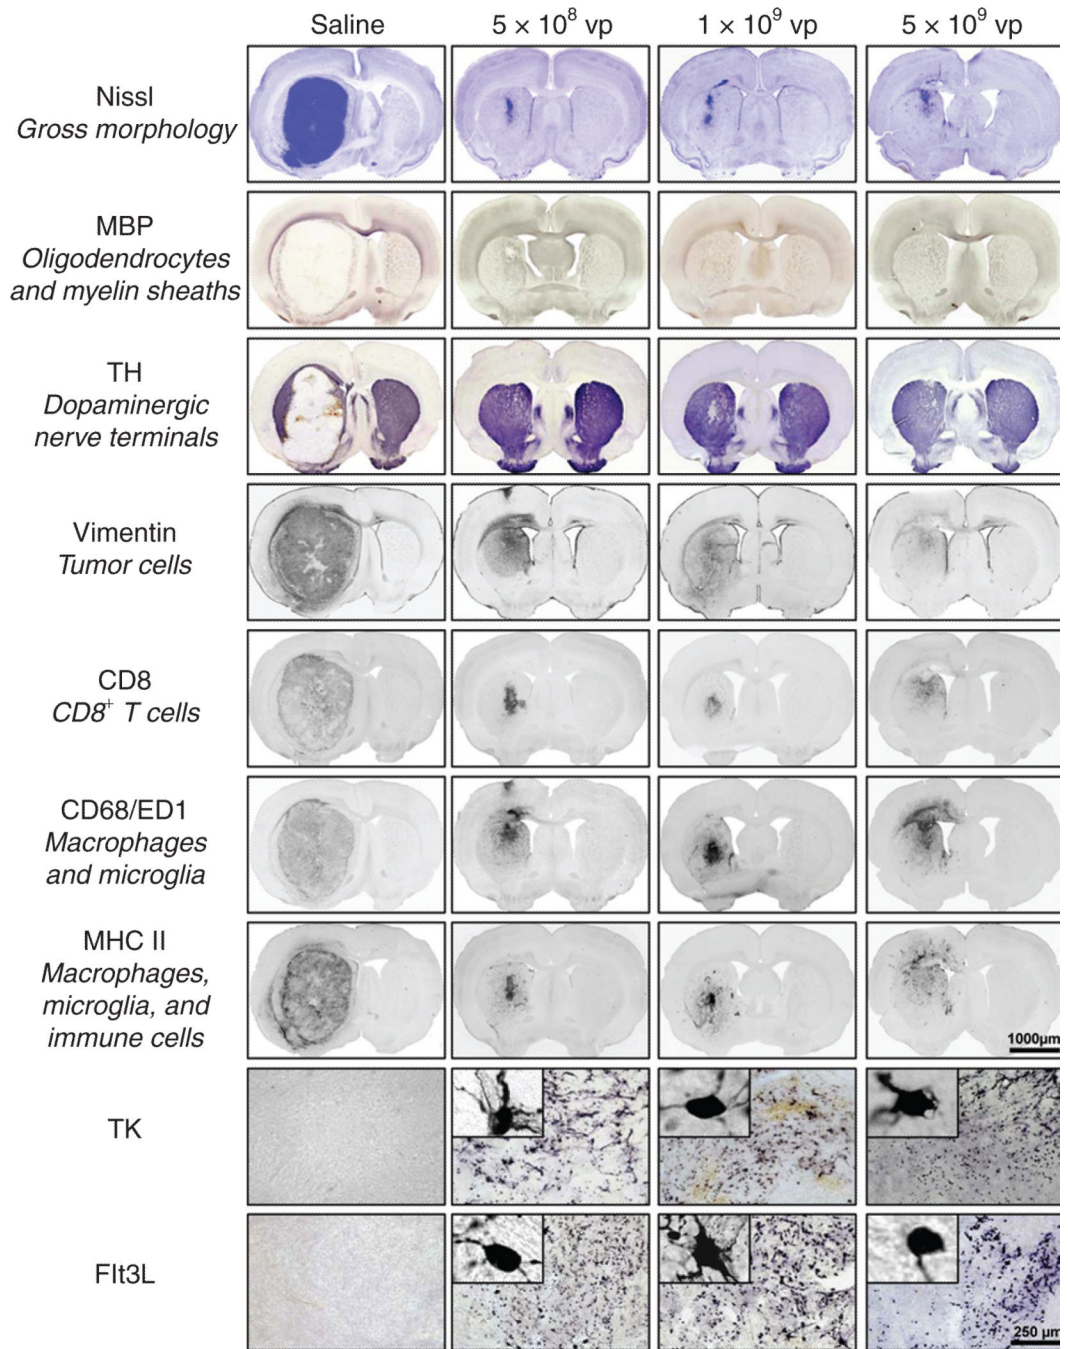 Saline 5 × 10⁸ vp 1 × 10⁹ vp 5 × 10⁹ vp
Nissl
Gross morphology
MBP
Oligodendrocytes
and myelin sheaths
TH
Dopaminergic
nerve terminals
Vimentin
Tumor cells
CD8
CD8⁺ T cells
CD68/ED1
Macrophages
and microglia
MHC II
Macrophages,
microglia, and
immune cells
1000µm
TK
Flt3L
250 µm